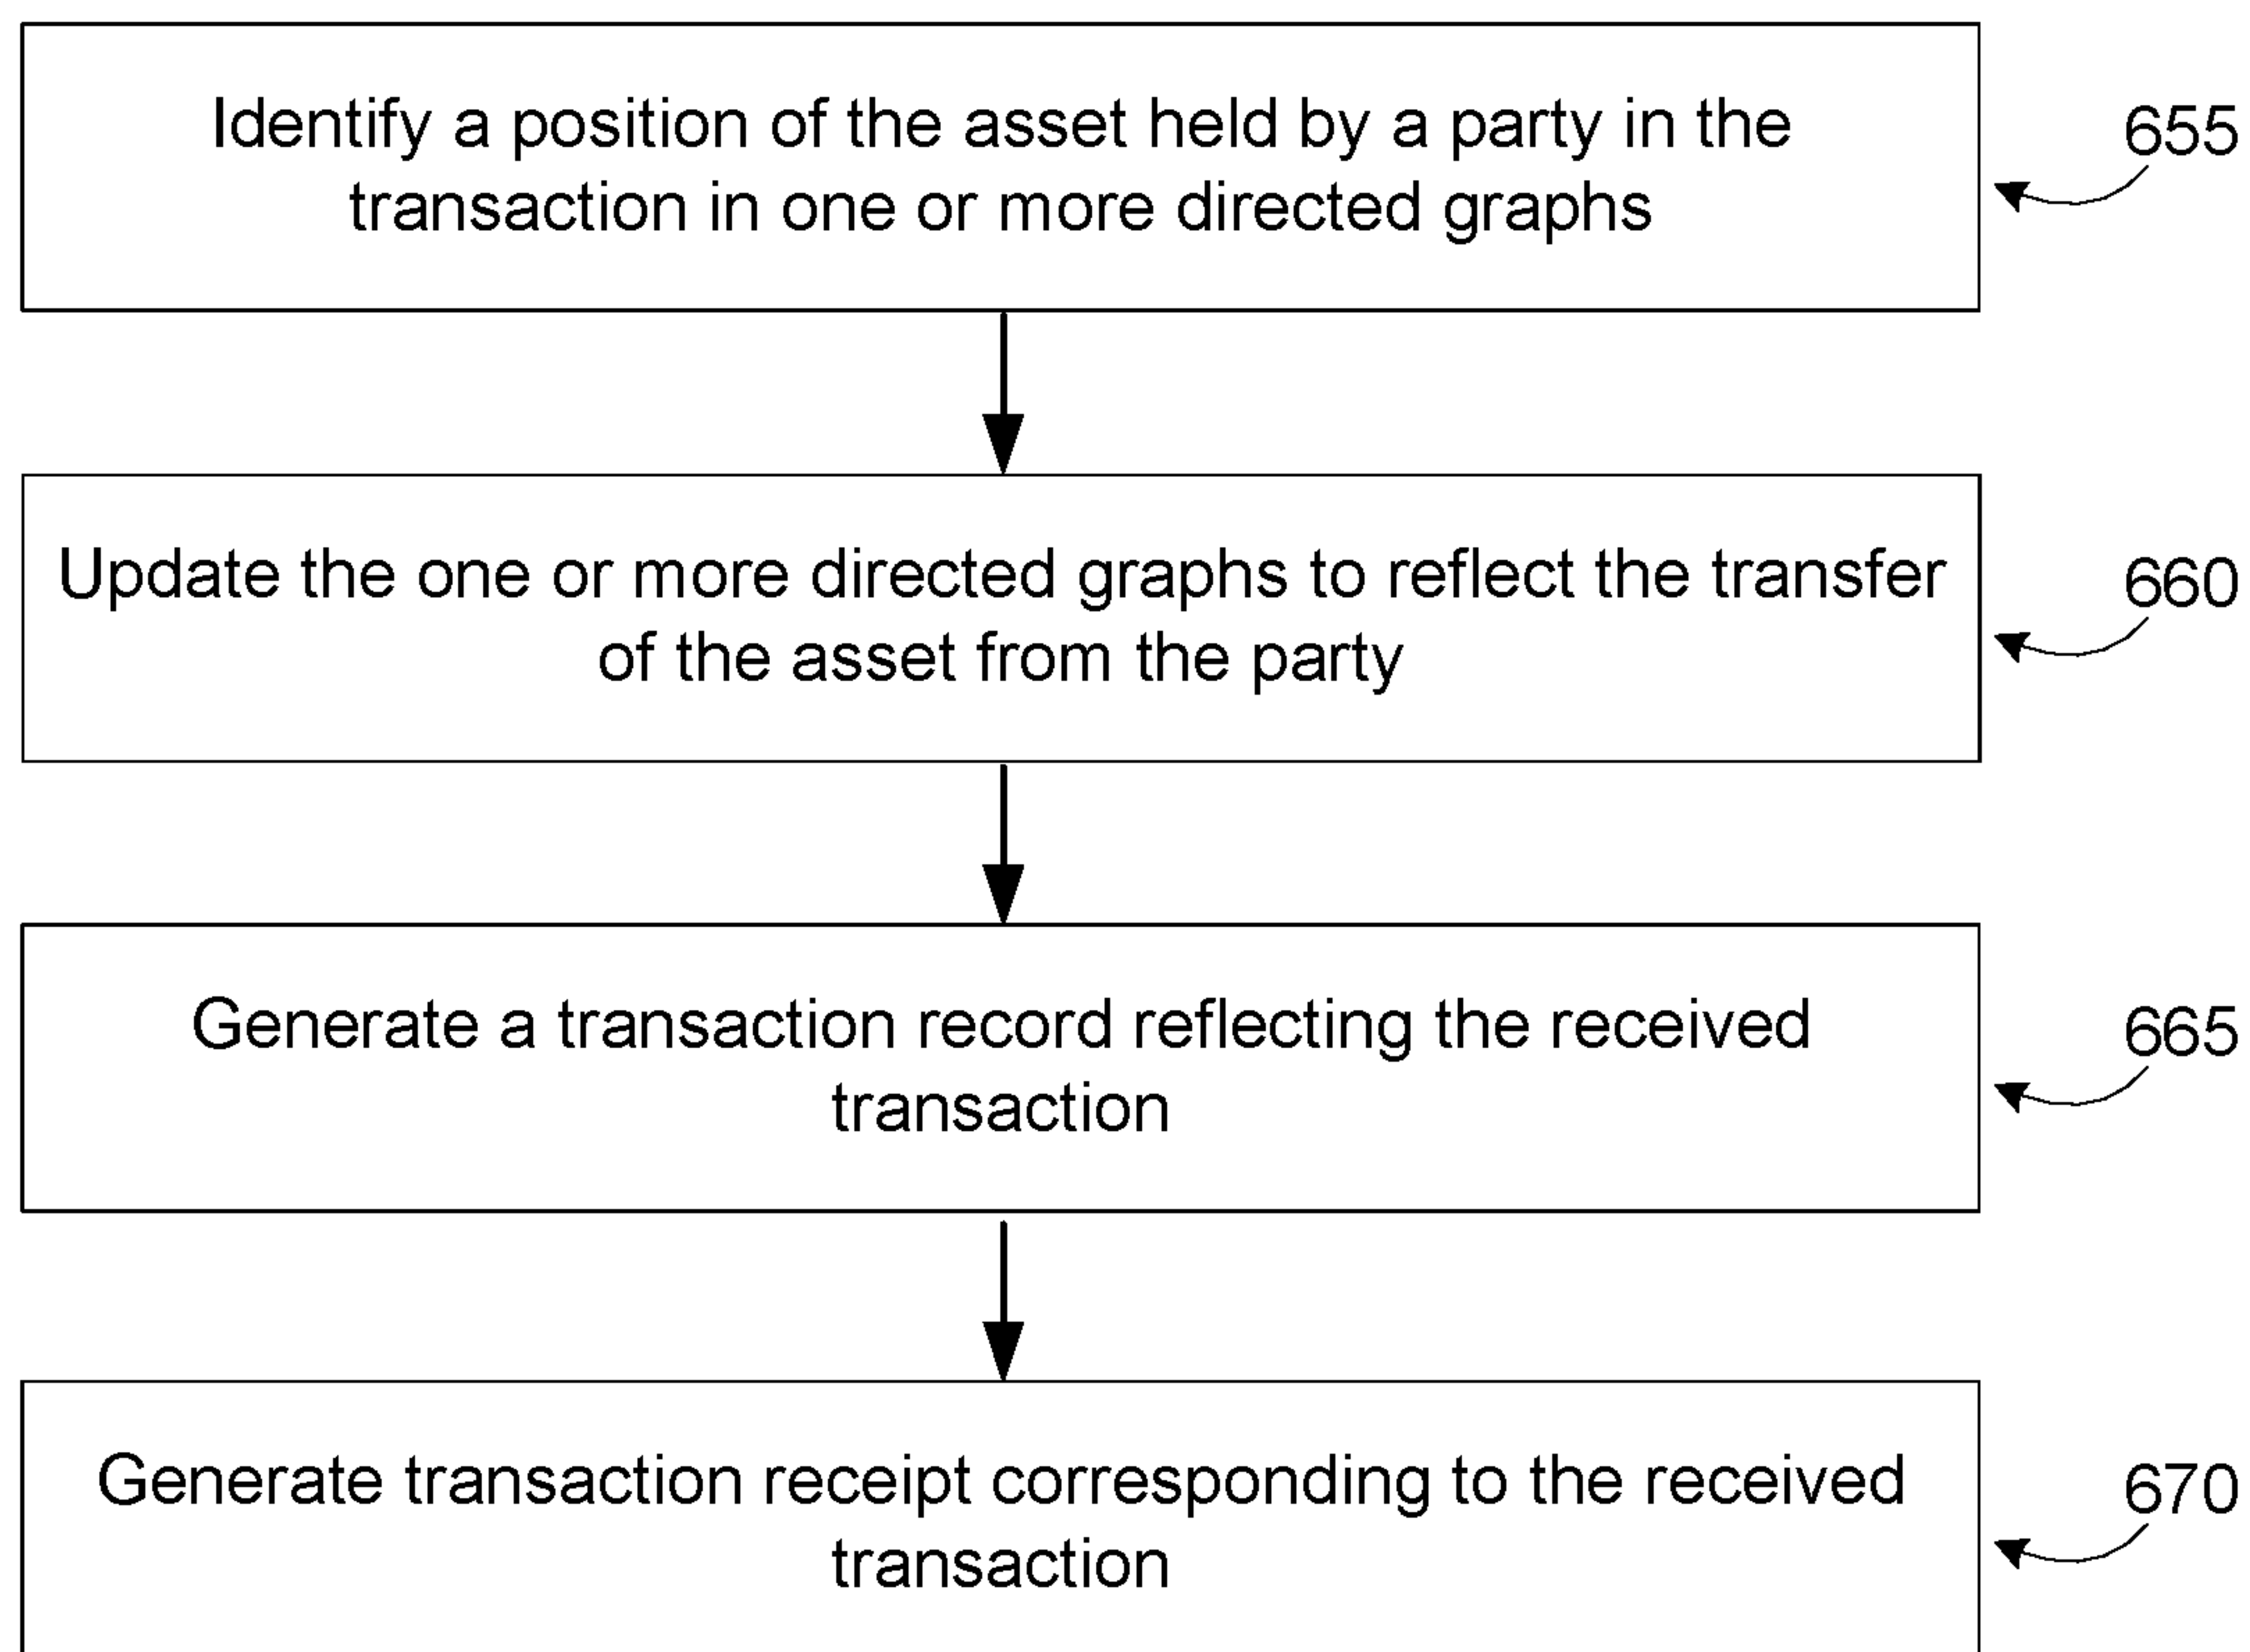 Identify a position of the asset held by a party in the
transaction in one or more directed graphs
655
Update the one or more directed graphs to reflect the transfer
of the asset from the party
660
Generate a transaction record reflecting the received
transaction
665
Generate transaction receipt corresponding to the received
transaction
670